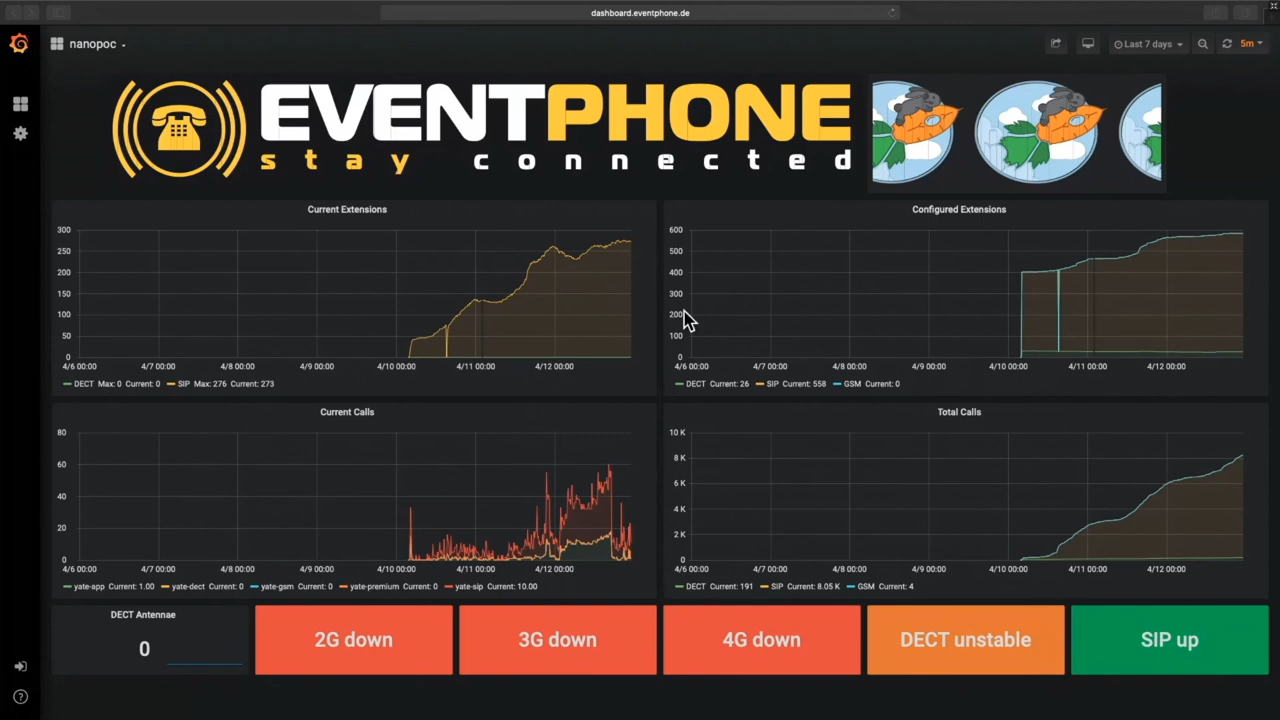 dashboard.eventphone.de
nanopoc
Last 7 days
5m
EVENTPHONE
stay connected
Current Extensions
300
250
200
150
100
50
0
4/6 00:00 4/7 00:00 4/8 00:00 4/9 00:00 4/10 00:00 4/11 00:00 4/12 00:00
DECT Max: 0 Current: 0 SIP Max: 276 Current: 273
Configured Extensions
600
500
400
300
200
100
0
4/6 00:00 4/7 00:00 4/8 00:00 4/9 00:00 4/10 00:00 4/11 00:00 4/12 00:00
DECT Current: 26 SIP Current: 558 GSM Current: 0
Current Calls
80
60
40
20
0
4/6 00:00 4/7 00:00 4/8 00:00 4/9 00:00 4/10 00:00 4/11 00:00 4/12 00:00
yate-app Current: 1.00 yate-dect Current: 0 yate-gsm Current: 0 yate-premium Current: 0 yate-sip Current: 10.00
Total Calls
10 K
8 K
6 K
4 K
2 K
0
4/6 00:00 4/7 00:00 4/8 00:00 4/9 00:00 4/10 00:00 4/11 00:00 4/12 00:00
DECT Current: 191 SIP Current: 8.05 K GSM Current: 4
DECT Antennae
0
2G down
3G down
4G down
DECT unstable
SIP up